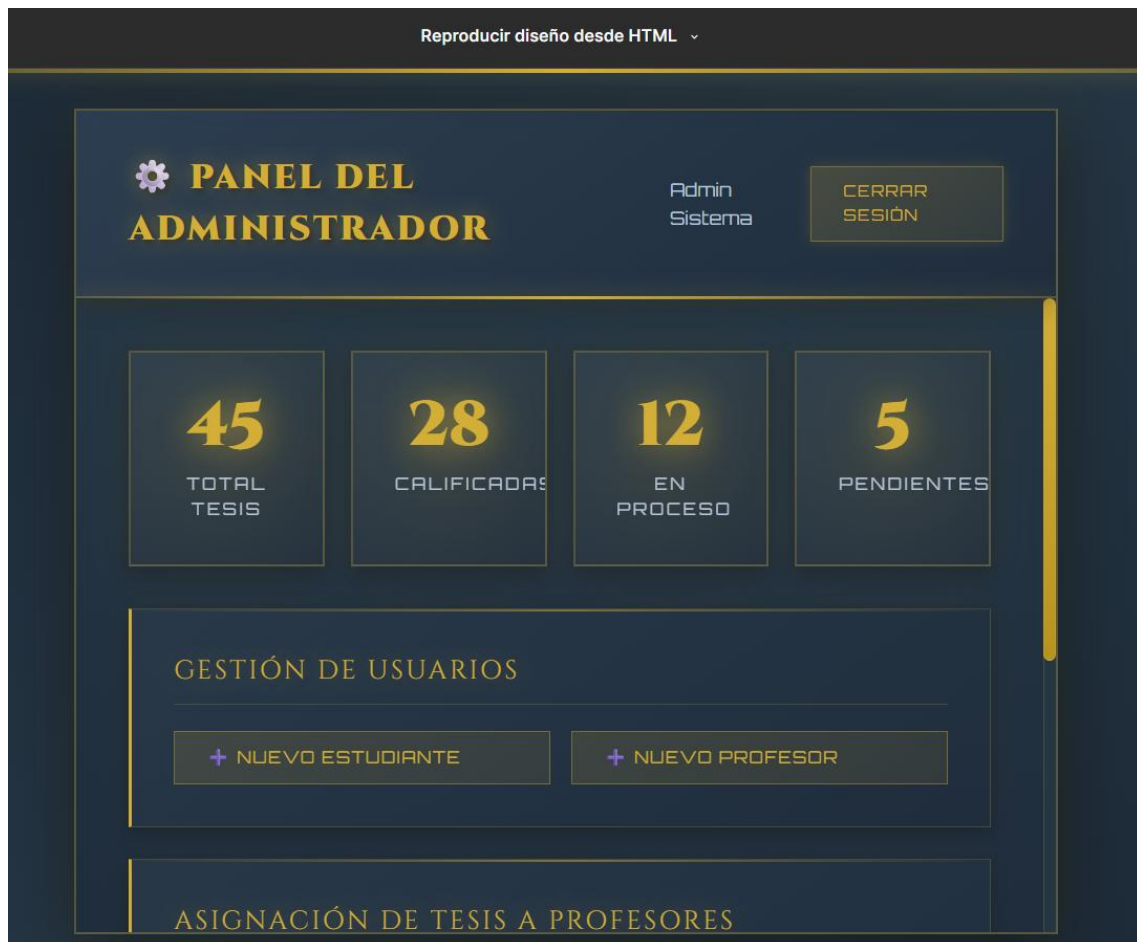 Reproducir diseño desde HTML
PANEL DEL
ADMINISTRADOR
Admin
Sistema
CERRAR
SESIÓN
45
TOTAL
TESIS
28
CALIFICADAS
12
EN
PROCESO
5
PENDIENTES
GESTIÓN DE USUARIOS
NUEVO ESTUDIANTE
NUEVO PROFESOR
ASIGNACIÓN DE TESIS A PROFESORES